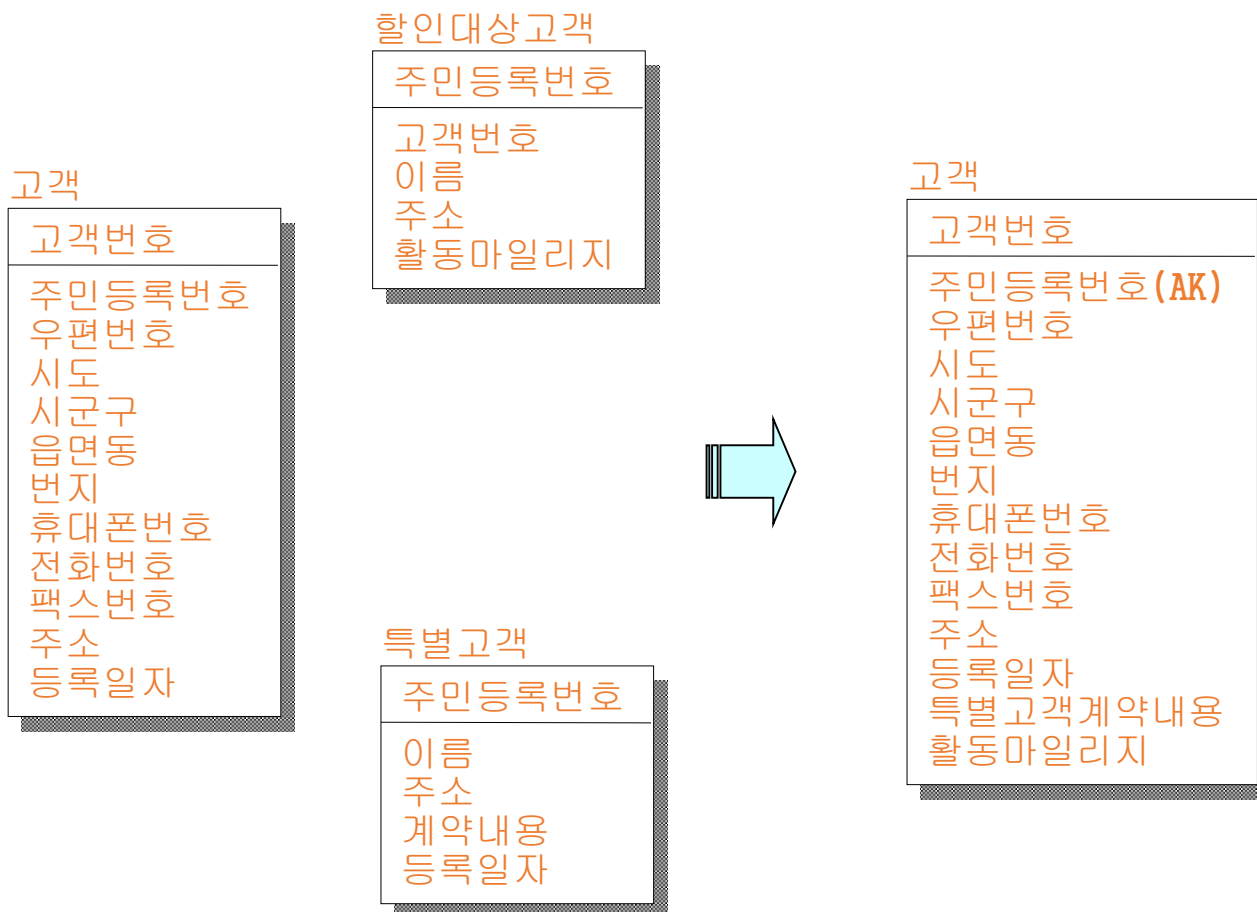 고객
고객번호
주민등록번호
우편번호
시도
시군구
읍면동
번지
휴대폰번호
전화번호
팩스번호
주소
등록일자
할인대상고객
주민등록번호
고객번호
이름
주소
활동마일리지
특별고객
주민등록번호
이름
주소
계약내용
등록일자
고객
고객번호
주민등록번호(AK)
우편번호
시도
시군구
읍면동
번지
휴대폰번호
전화번호
팩스번호
주소
등록일자
특별고객계약내용
활동마일리지